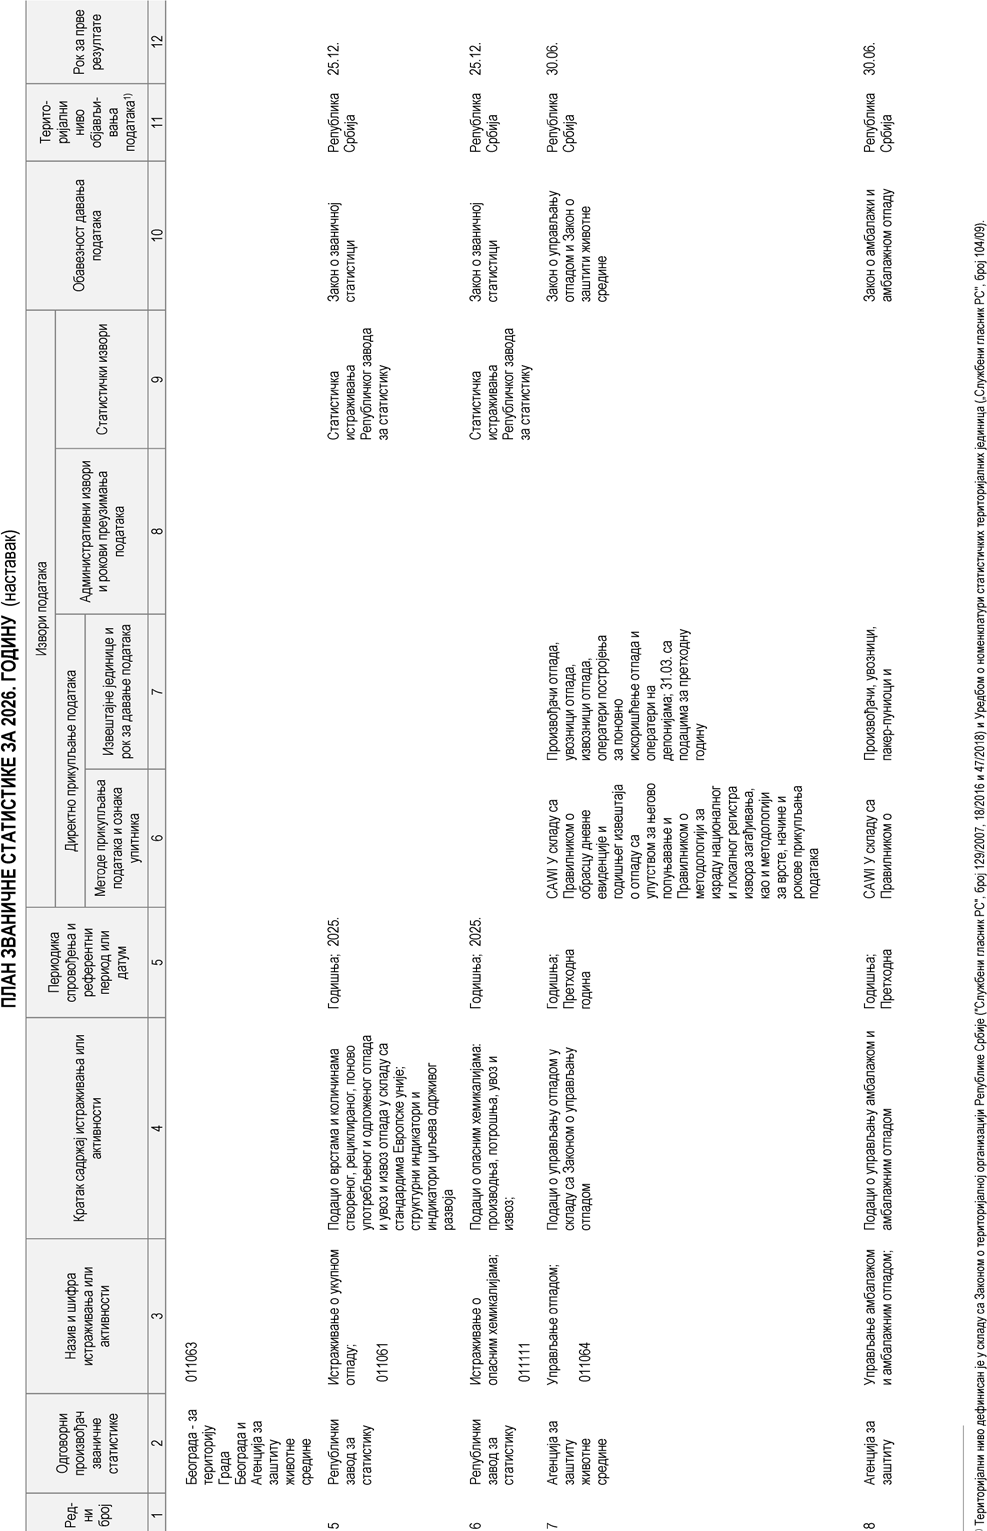 ПЛАН ЗВАНИЧНЕ СТАТИСТИКЕ ЗА 2026. ГОДИНУ (наставак)
Ред-
ни
број
Одговорни
произвођач
званичне
статистике
Назив и шифра
истраживања или
активности
Кратак садржај истраживања или
активности
Периодика
спровођења и
референтни
период или
датум
Извори података
Директно прикупљање података
Методе прикупљања
података и ознака
упитника
Извештајне јединице и
рок за давање података
Административни извори
и рокови преузимања
података
Статистички извори
Обавезност давања
података
Терито-
ријални
ниво
објављи-
вања
података1)
Рок за прве
резултате
1
2
3
4
5
6
7
8
9
10
11
12
Београда - за
територију
Града
Београда и
Агенција за
заштиту
животне
средине
011063
5
Републички
завод за
статистику
Истраживање о укупном
отпаду;
011061
Подаци о врстама и количинама
створеног, рециклираног, поново
употребљеног и одложеног отпада
и увоз и извоз отпада у складу са
стандардима Европске уније;
структурни индикатори и
индикатори циљева одрживог
развоја
Годишња; 2025.
Статистичка
истраживања
Републичког завода
за статистику
Закон о званичној
статистици
Република
Србија
25.12.
6
Републички
завод за
статистику
Истраживање о
опасним хемикалијама;
011111
Подаци о опасним хемикалијама:
производња, потрошња, увоз и
извоз;
Годишња; 2025.
Статистичка
истраживања
Републичког завода
за статистику
Закон о званичној
статистици
Република
Србија
25.12.
7
Агенција за
заштиту
животне
средине
Управљање отпадом;
011064
Подаци о управљању отпадом у
складу са Законом о управљању
отпадом
Годишња;
Претходна
година
CAWI У складу са
Правилником о
обрасцу дневне
евиденције и
годишњег извештаја
о отпаду са
упутством за његово
попуњавање и
Правилником о
методологији за
израду националног
и локалног регистра
извора загађивања,
као и методологији
за врсте, начине и
рокове прикупљања
података
Произвођачи отпада,
увозници отпада,
извозници отпада,
оператери постројења
за поновно
искоришћење отпада и
оператери на
депонијама; 31.03. са
подацима за претходну
годину
Закон о управљању
отпадом и Закон о
заштити животне
средине
Република
Србија
30.06.
8
Агенција за
заштиту
Управљање амбалажом
и амбалажним отпадом;
Подаци о управљању амбалажом и
амбалажним отпадом
Годишња;
Претходна
CAWI У складу са
Правилником о
Произвођачи, увозници,
пакер-пуниоци и
Закон о амбалажи и
амбалажном отпаду
Република
Србија
30.06.
) Територијални ниво дефинисан је у складу са Законом о територијалној организацији Републике Србије ("Службени гласник РС", број 129/2007, 18/2016 и 47/2018) и Уредбом о номенклатури статистичких територијалних јединица („Службени гласник РС", број 104/09).